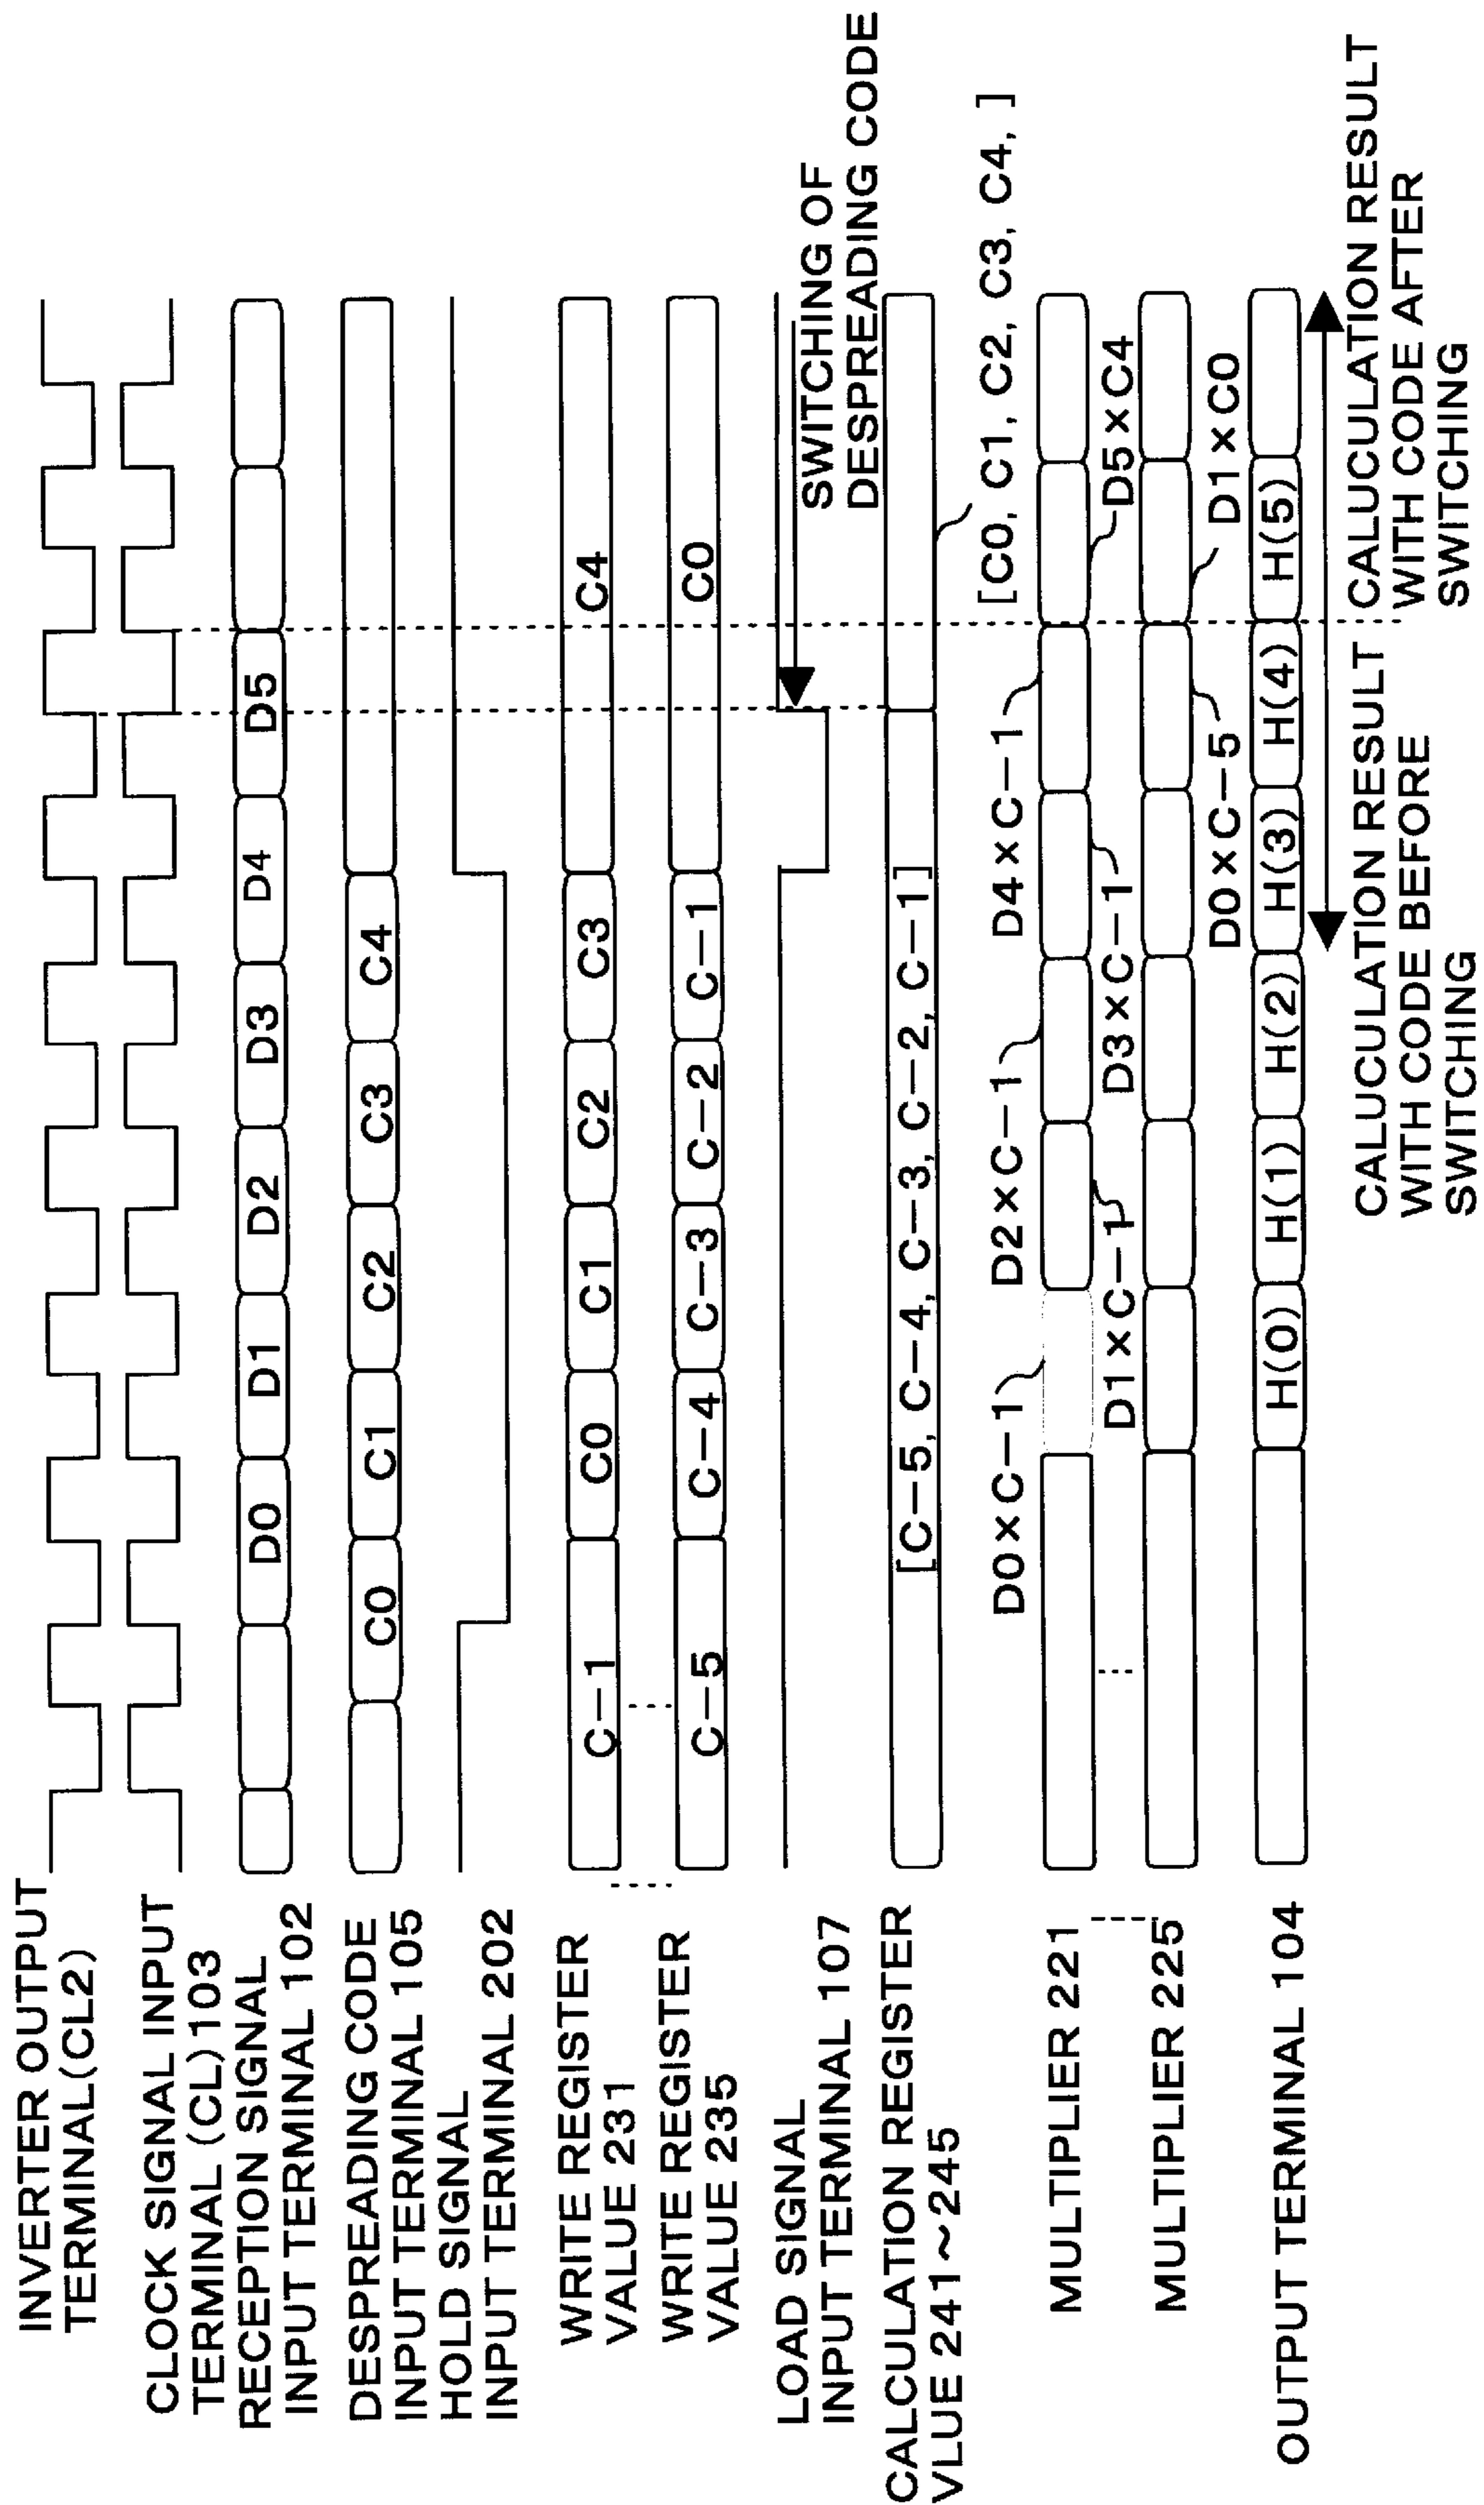 INVERTER OUTPUT
TERMINAL(CL2)
CLOCK SIGNAL INPUT
TERMINAL (CL) 103
RECEPTION SIGNAL
INPUT TERMINAL 102
D0 D1 D2 D3 D4 D5
DESPREADING CODE
INPUT TERMINAL 105
C0 C1 C2 C3 C4
HOLD SIGNAL
INPUT TERMINAL 202
WRITE REGISTER
VALUE 231
C-1 C0 C1 C2 C3 C4
WRITE REGISTER
VALUE 235
C-5 C-4 C-3 C-2 C-1 C0
LOAD SIGNAL
INPUT TERMINAL 107
SWITCHING OF
DESPREADING CODE
CALCULATION REGISTER
VLUE 241~245
[C-5, C-4, C-3, C-2, C-1]
[C0, C1, C2, C3, C4, ]
D0×C-1 D2×C-1 D4×C-1
MULTIPLIER 221
D1×C-1 D3×C-1 D5×C4
MULTIPLIER 225
D0×C-5 D1×C0
OUTPUT TERMINAL 104
H(0) H(1) H(2) H(3) H(4) H(5)
CALUCULATION RESULT
WITH CODE BEFORE
SWITCHING
CALUCULATION RESULT
WITH CODE AFTER
SWITCHING